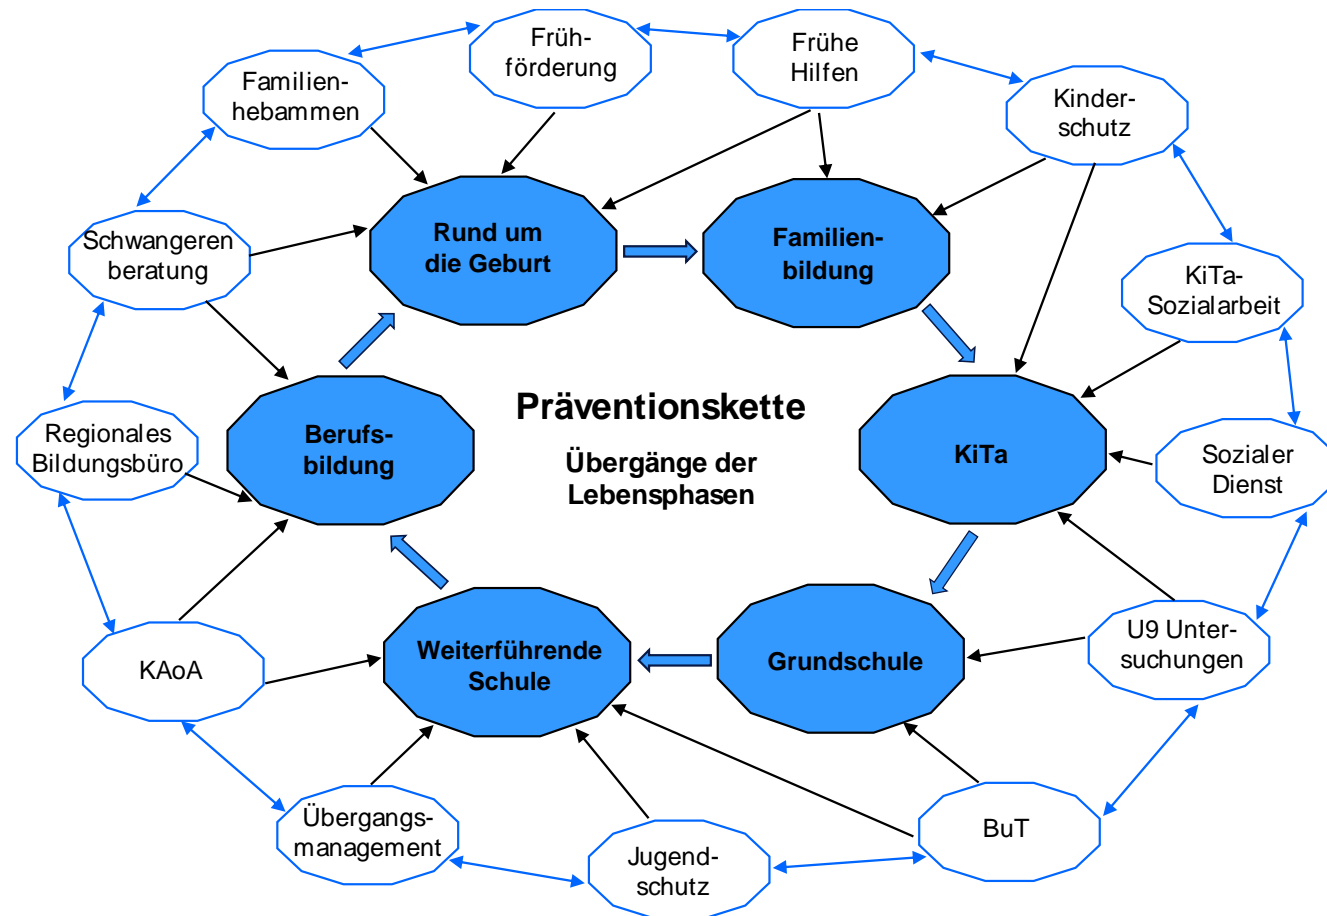 Früh-
förderung
Frühe
Hilfen
Familien-
hebammen
Kinder-
schutz
Schwangeren
beratung
Rund um
die Geburt
Familien-
bildung
KiTa-
Sozialarbeit
Präventionskette
Übergänge der
Lebensphasen
Regionales
Bildungsbüro
Berufs-
bildung
KiTa
Sozialer
Dienst
KAoA
Weiterführende
Schule
Grundschule
U9 Unter-
suchungen
Übergangs-
management
Jugend-
schutz
BuT